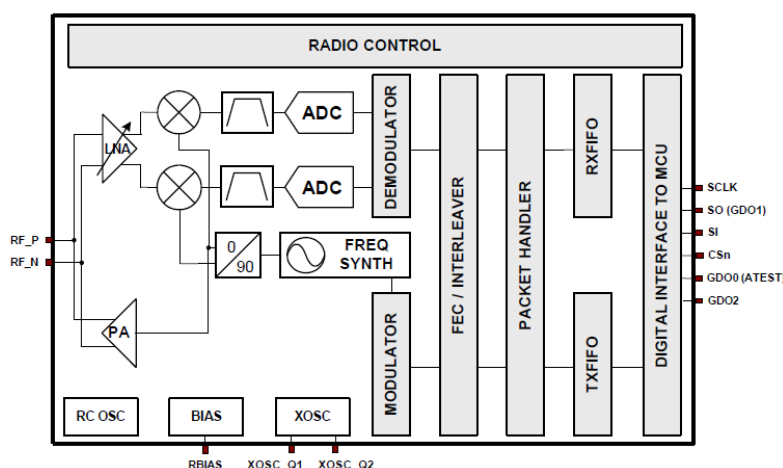 RADIO CONTROL
LNA
ADC
ADC
DEMODULATOR
FEC / INTERLEAVER
PACKET HANDLER
RXFIFO
DIGITAL INTERFACE TO MCU
SCLK
SO (GDO1)
SI
CSn
GDO0 (ATEST)
GDO2
RF_P
RF_N
0
90
FREQ
SYNTH
PA
MODULATOR
TXFIFO
RC OSC
BIAS
XOSC
RBIAS
XOSC_Q1
XOSC_Q2